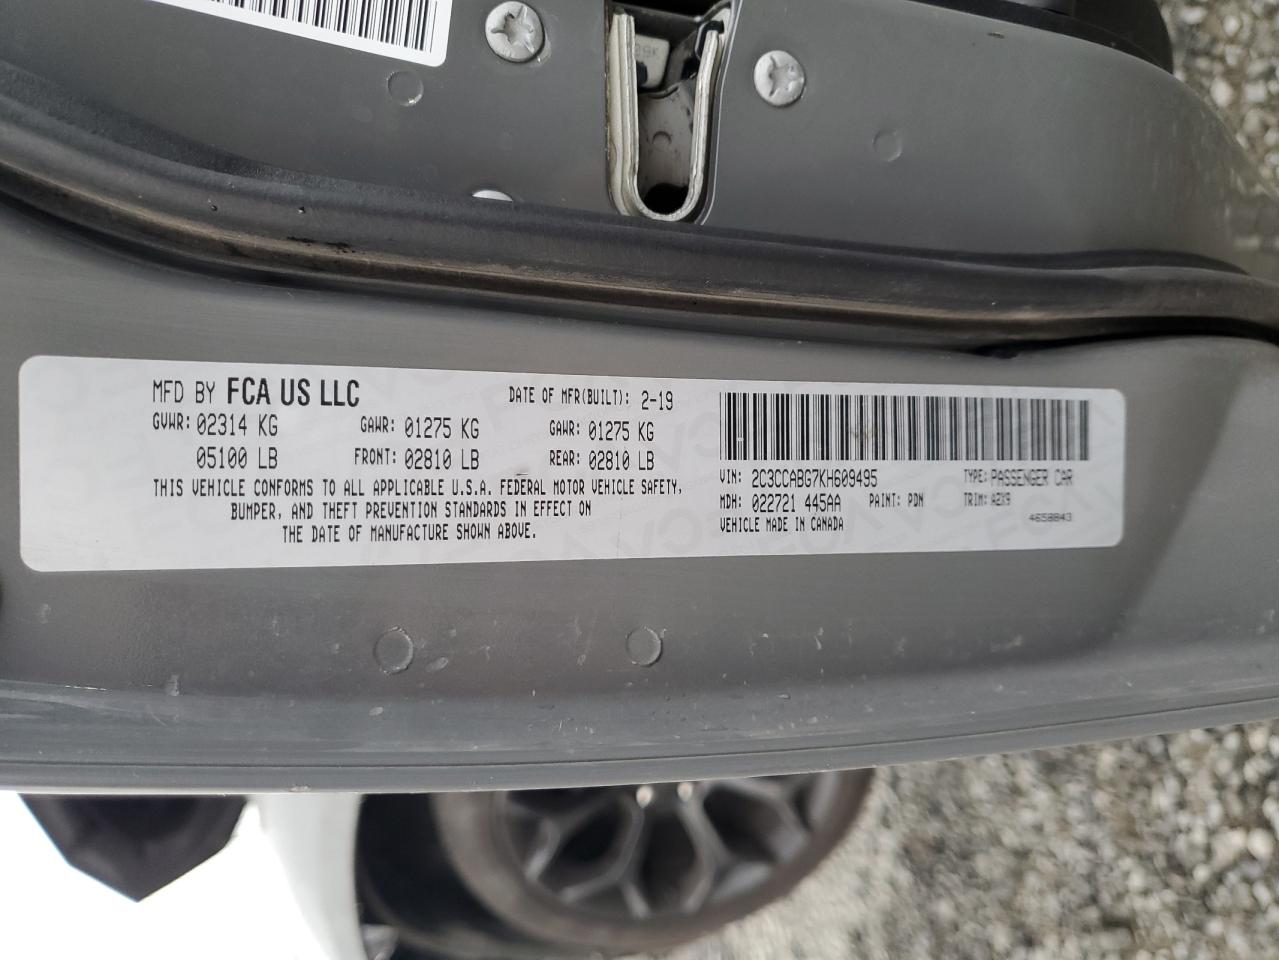 MFD BY FCA US LLC DATE OF MFR(BUILT): 2-19
GVWR: 02314 KG GAWR: 01275 KG GAWR: 01275 KG
05100 LB FRONT: 02810 LB REAR: 02810 LB
THIS VEHICLE CONFORMS TO ALL APPLICABLE U.S.A. FEDERAL MOTOR VEHICLE SAFETY,
BUMPER, AND THEFT PREVENTION STANDARDS IN EFFECT ON
THE DATE OF MANUFACTURE SHOWN ABOVE.
VIN: 2C3CCABG7KH609495 TYPE: PASSENGER CAR
MDH: 022721 445AA PAINT: PDN TRIM: A2X9
VEHICLE MADE IN CANADA 4658843